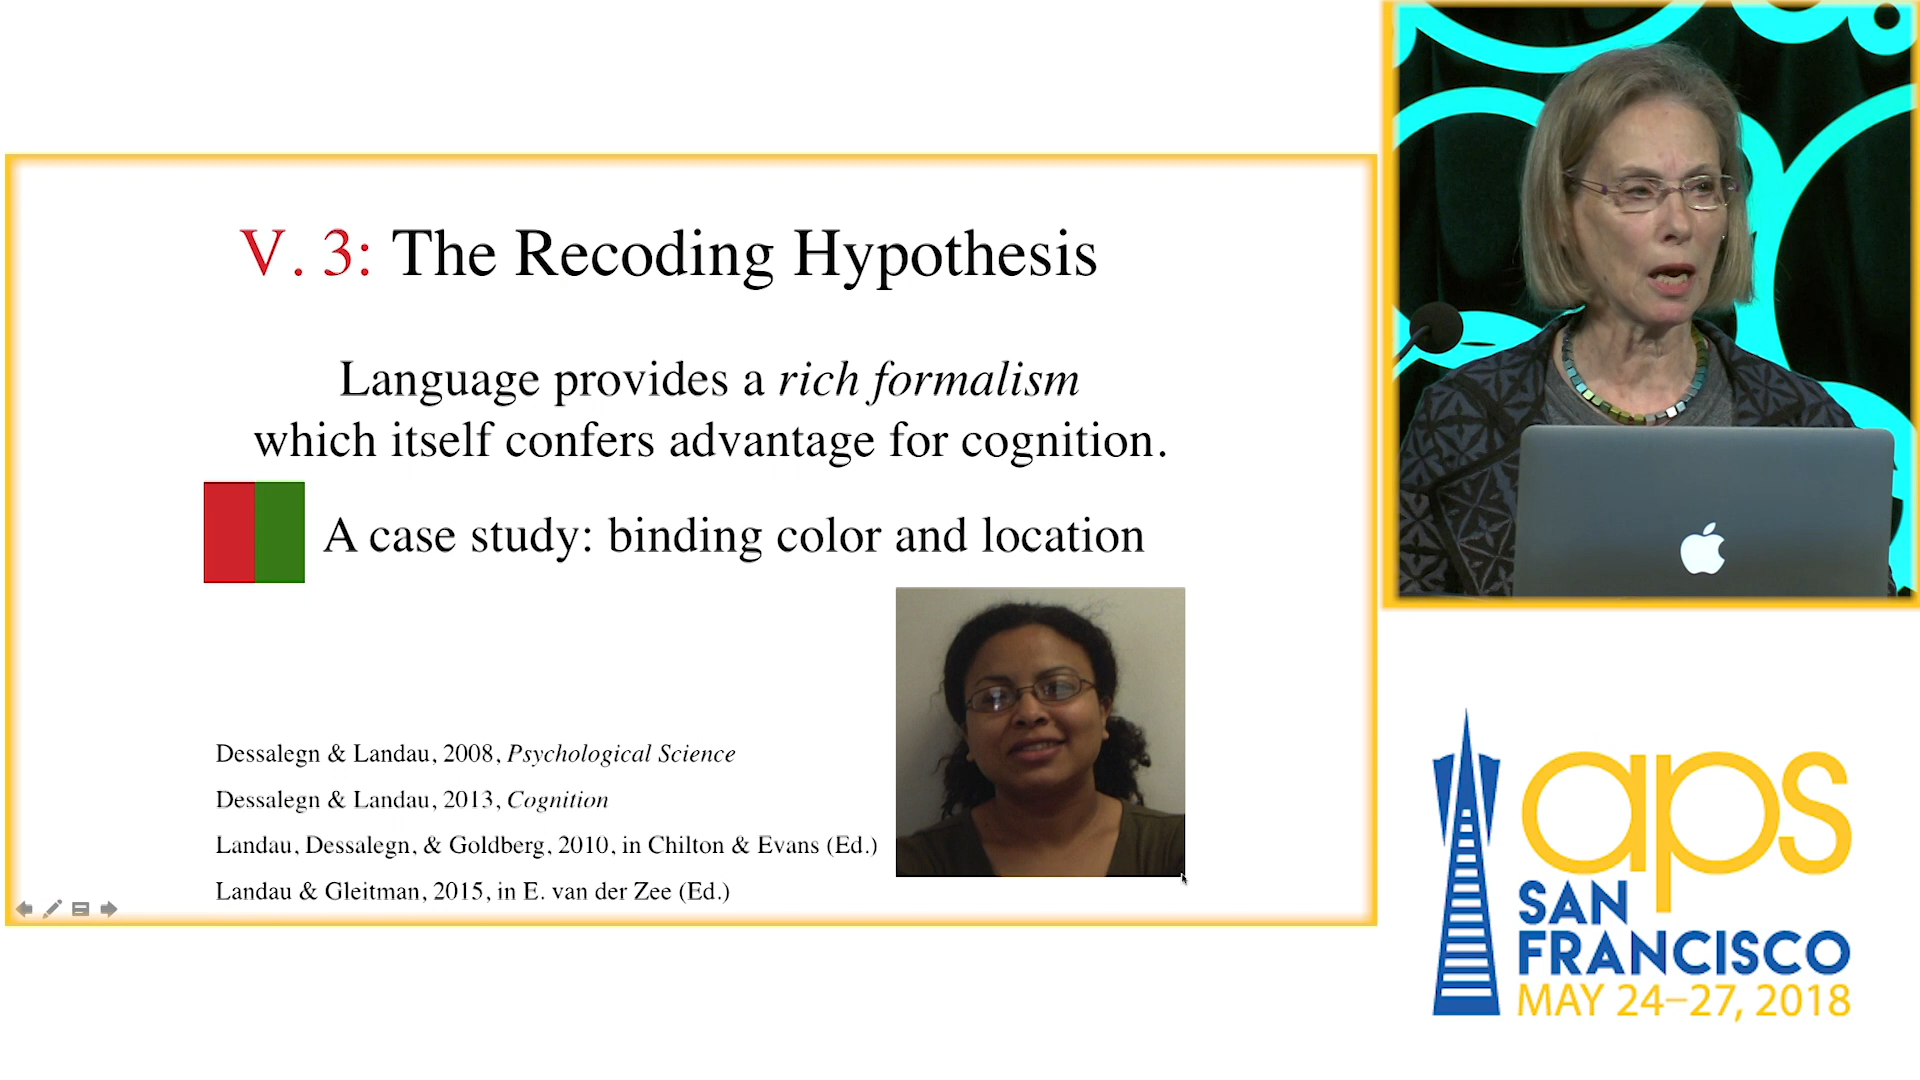 V. 3: The Recoding Hypothesis
Language provides a rich formalism
which itself confers advantage for cognition.
A case study: binding color and location
Dessalegn & Landau, 2008, Psychological Science
Dessalegn & Landau, 2013, Cognition
Landau, Dessalegn, & Goldberg, 2010, in Chilton & Evans (Ed.)
Landau & Gleitman, 2015, in E. van der Zee (Ed.)
aps
SAN
FRANCISCO
MAY 24–27, 2018